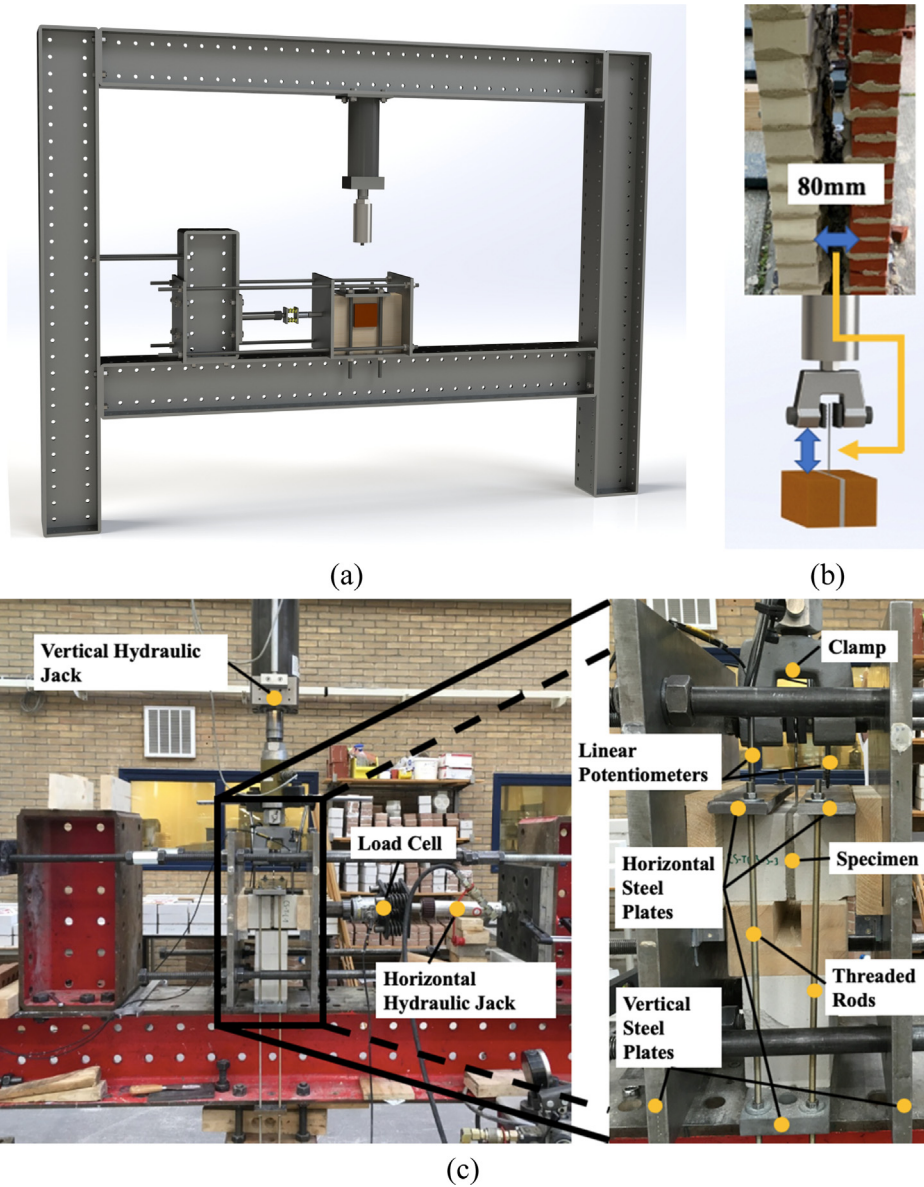 80mm
(a)
(b)
Vertical Hydraulic
Jack
Load Cell
Horizontal
Hydraulic Jack
Clamp
Linear
Potentiometers
Specimen
Horizontal
Steel
Plates
Threaded
Rods
Vertical
Steel
Plates
(c)